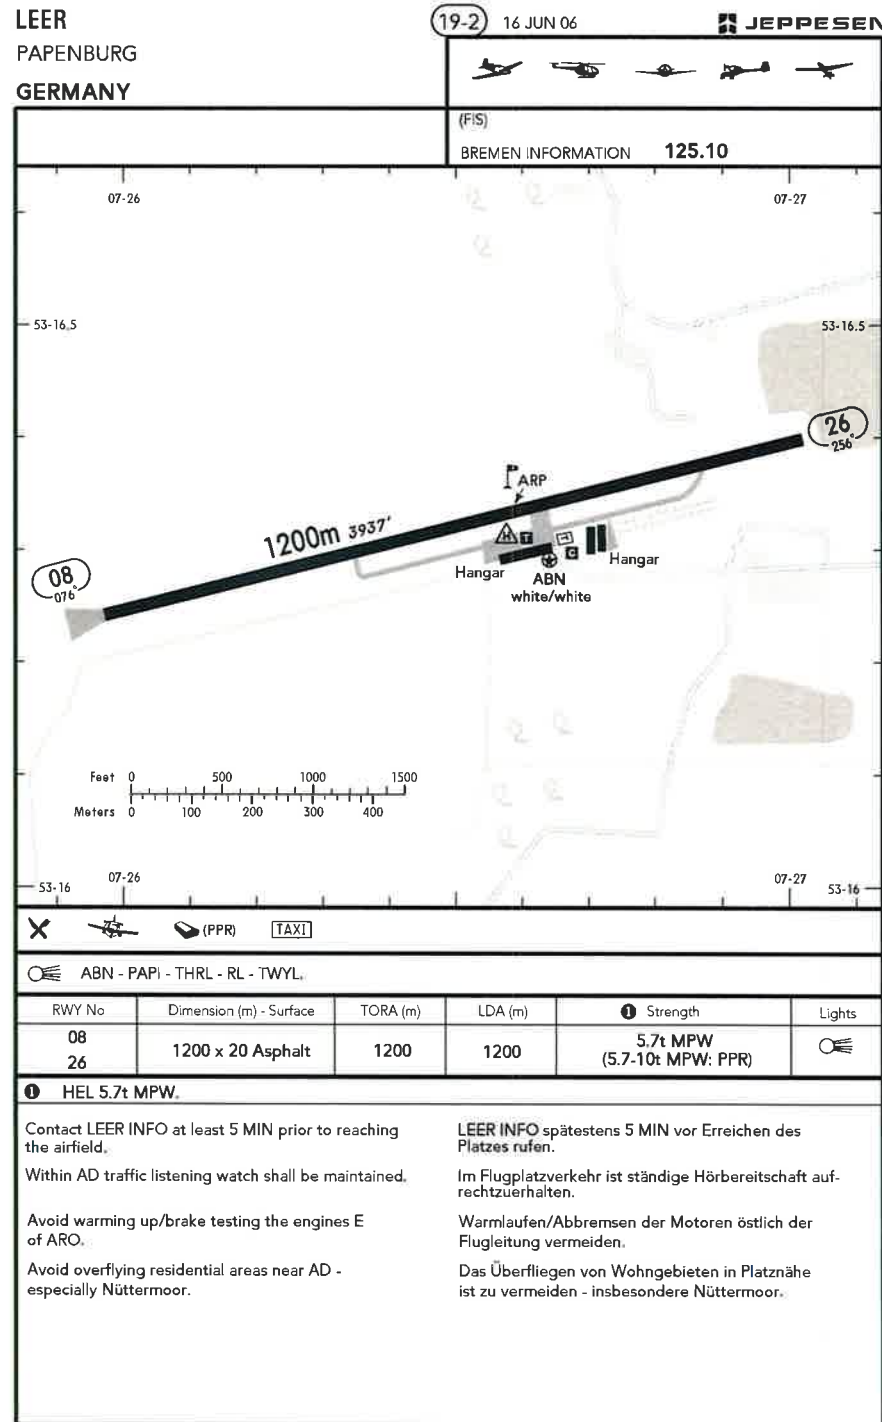 LEER
19-2 16 JUN 06 JEPPESEN
PAPENBURG
GERMANY
(FIS)
BREMEN INFORMATION 125.10
07-26 07-27
53-16.5 53-16.5
26
256°
ARP
1200m 3937'
H T C
08
076°
Hangar Hangar
ABN
white/white
Feet 0 500 1000 1500
Meters 0 100 200 300 400
07-26 07-27
53-16 53-16
(PPR) TAXI
ABN - PAPI - THRL - RL - TWYL.
RWY No Dimension (m) - Surface TORA (m) LDA (m) 1 Strength Lights
08
26
1200 x 20 Asphalt 1200 1200 5.7t MPW
(5.7-10t MPW: PPR)
1 HEL 5.7t MPW.
Contact LEER INFO at least 5 MIN prior to reaching
the airfield.
Within AD traffic listening watch shall be maintained.
Avoid warming up/brake testing the engines E
of ARO.
Avoid overflying residential areas near AD -
especially Nüttermoor.
LEER INFO spätestens 5 MIN vor Erreichen des
Platzes rufen.
Im Flugplatzverkehr ist ständige Hörbereitschaft auf-
rechtzuerhalten.
Warmlaufen/Abbremsen der Motoren östlich der
Flugleitung vermeiden.
Das Überfliegen von Wohngebieten in Platznähe
ist zu vermeiden - insbesondere Nüttermoor.